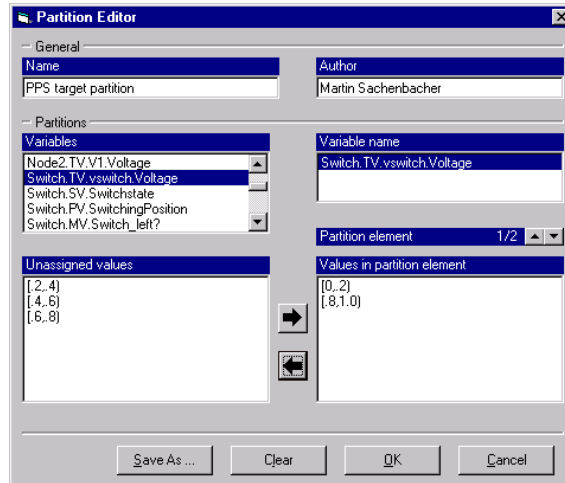 Partition Editor
General
Name
Author
PPS target partition
Martin Sachenbacher
Partitions
Variables
Variable name
Node2.TV.V1.Voltage
Switch.TV.vswitch.Voltage
Switch.SV.Switchstate
Switch.PV.SwitchingPosition
Switch.MV.Switch_left?
Switch.TV.vswitch.Voltage
Partition element 1/2
Unassigned values
Values in partition element
[.2,.4)
[.4,.6)
[.6,.8)
[0,.2)
[.8,1.0)
Save As ...
Clear
OK
Cancel